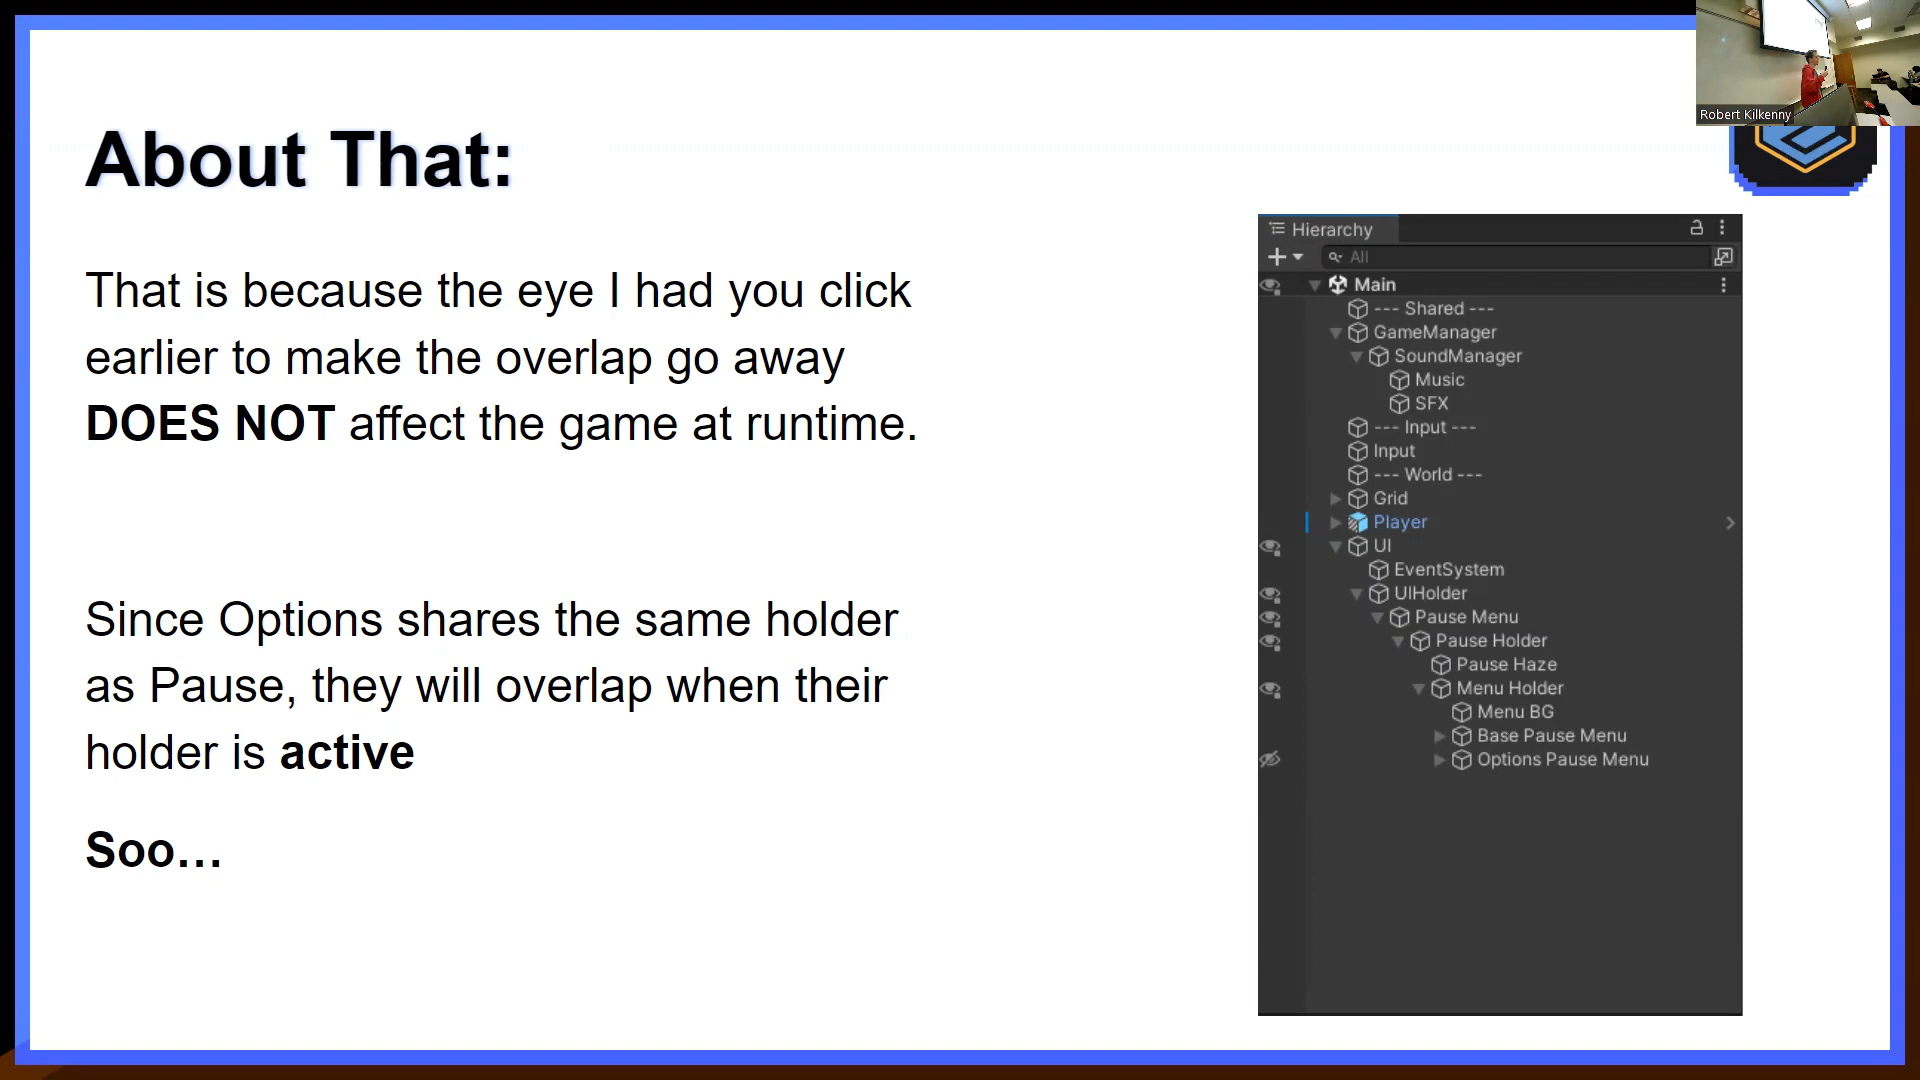 About That:
That is because the eye I had you click
earlier to make the overlap go away
DOES NOT affect the game at runtime.
Since Options shares the same holder
as Pause, they will overlap when their
holder is active
Soo…
Robert Kilkenny
Hierarchy
All
Main
--- Shared ---
GameManager
SoundManager
Music
SFX
--- Input ---
Input
--- World ---
Grid
Player
UI
EventSystem
UIHolder
Pause Menu
Pause Holder
Pause Haze
Menu Holder
Menu BG
Base Pause Menu
Options Pause Menu